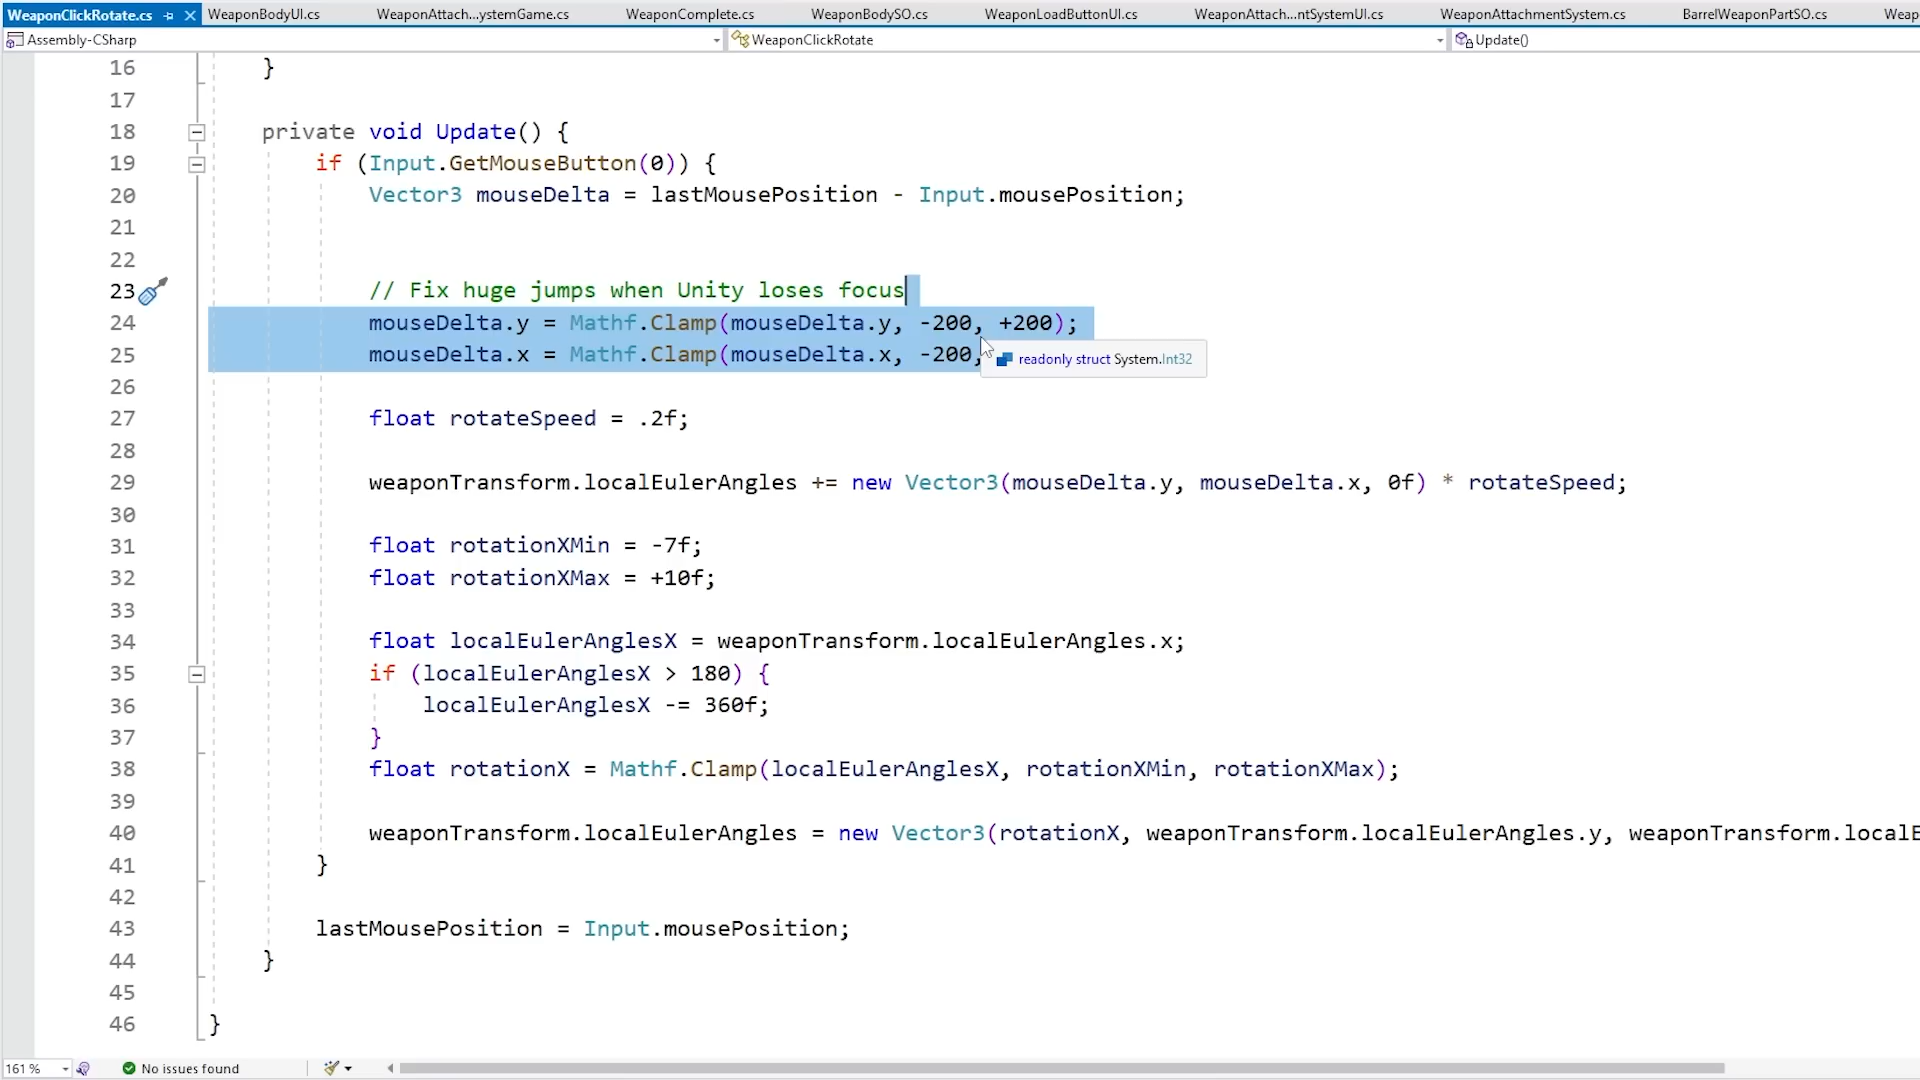 WeaponClickRotate.cs WeaponBodyUI.cs WeaponAttach...ystemGame.cs WeaponComplete.cs WeaponBodySO.cs WeaponLoadButtonUI.cs WeaponAttach...ntSystemUI.cs WeaponAttachmentSystem.cs BarrelWeaponPartSO.cs Weap
Assembly-CSharp WeaponClickRotate Update()
16 }
17
18 private void Update() {
19 if (Input.GetMouseButton(0)) {
20 Vector3 mouseDelta = lastMousePosition - Input.mousePosition;
21
22
23 // Fix huge jumps when Unity loses focus
24 mouseDelta.y = Mathf.Clamp(mouseDelta.y, -200, +200);
25 mouseDelta.x = Mathf.Clamp(mouseDelta.x, -200,
readonly struct System.Int32
26
27 float rotateSpeed = .2f;
28
29 weaponTransform.localEulerAngles += new Vector3(mouseDelta.y, mouseDelta.x, 0f) * rotateSpeed;
30
31 float rotationXMin = -7f;
32 float rotationXMax = +10f;
33
34 float localEulerAnglesX = weaponTransform.localEulerAngles.x;
35 if (localEulerAnglesX > 180) {
36 localEulerAnglesX -= 360f;
37 }
38 float rotationX = Mathf.Clamp(localEulerAnglesX, rotationXMin, rotationXMax);
39
40 weaponTransform.localEulerAngles = new Vector3(rotationX, weaponTransform.localEulerAngles.y, weaponTransform.localE
41 }
42
43 lastMousePosition = Input.mousePosition;
44 }
45
46 }
161 % No issues found